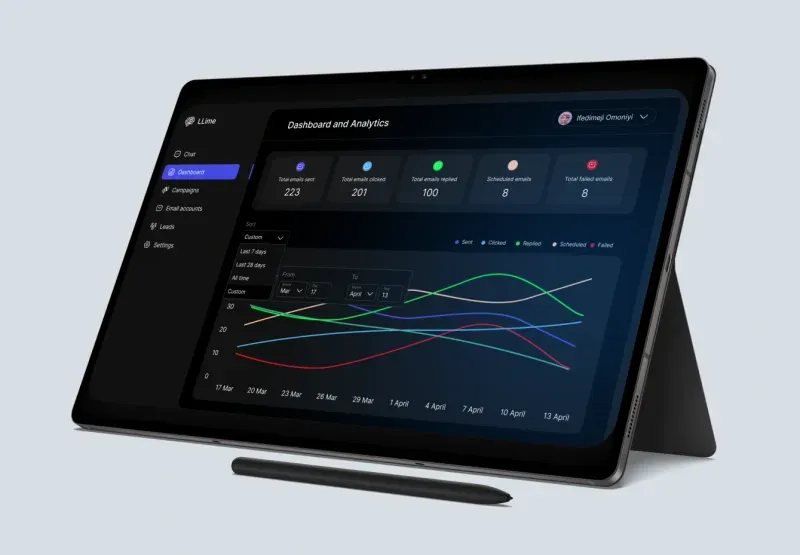 LLime
Dashboard and Analytics
Ifedimeji Omoniyi
Chat
Dashboard
Campaigns
Email accounts
Leads
Settings
Total emails sent
223
Total emails clicked
201
Total emails replied
100
Scheduled emails
8
Total failed emails
8
Sort
Custom
Last 7 days
Last 28 days
All time
Custom
From
Mar
17
To
April
13
Sent
Clicked
Replied
Scheduled
Failed
30
20
10
0
17 Mar
20 Mar
23 Mar
26 Mar
29 Mar
1 April
4 April
7 April
10 April
13 April